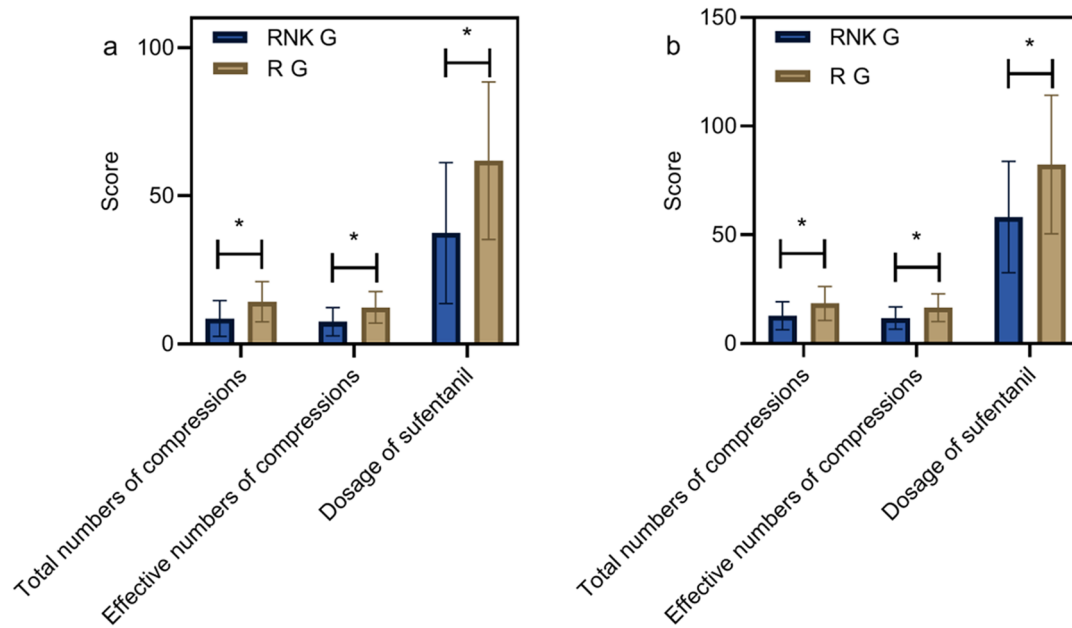 a
RNK G
R G
*
*
*
100
50
0
Score
Total numbers of compressions
Effective numbers of compressions
Dosage of sufentanil
b
RNK G
R G
*
*
*
150
100
50
0
Score
Total numbers of compressions
Effective numbers of compressions
Dosage of sufentanil